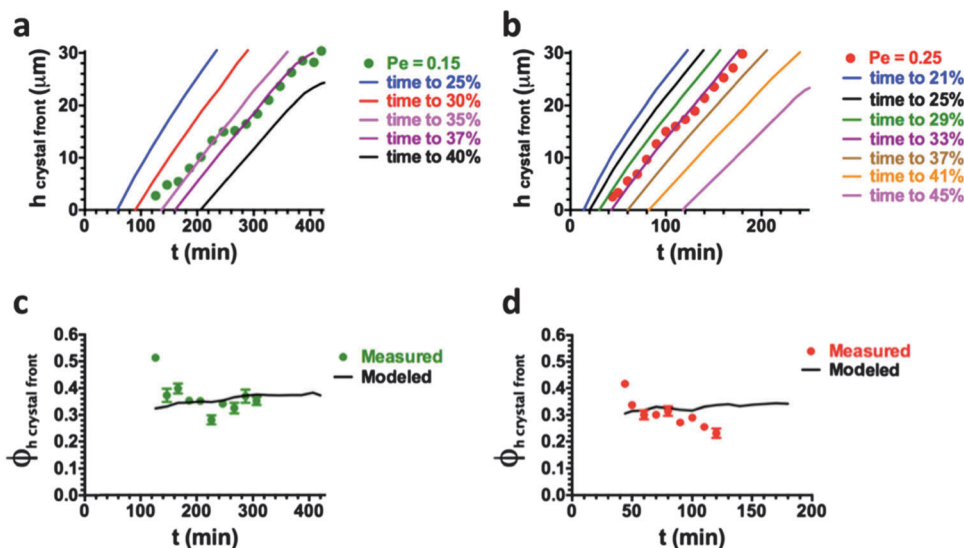 a
h crystal front (μm)
30
20
10
0
0
100
200
300
400
t (min)
Pe = 0.15
time to 25%
time to 30%
time to 35%
time to 37%
time to 40%
b
h crystal front (μm)
30
20
10
0
0
100
200
t (min)
Pe = 0.25
time to 21%
time to 25%
time to 29%
time to 33%
time to 37%
time to 41%
time to 45%
c
ϕ h crystal front
0.6
0.5
0.4
0.3
0.2
0.1
0.0
0
100
200
300
400
t (min)
Measured
Modeled
d
ϕ h crystal front
0.6
0.5
0.4
0.3
0.2
0.1
0.0
0
50
100
150
200
t (min)
Measured
Modeled